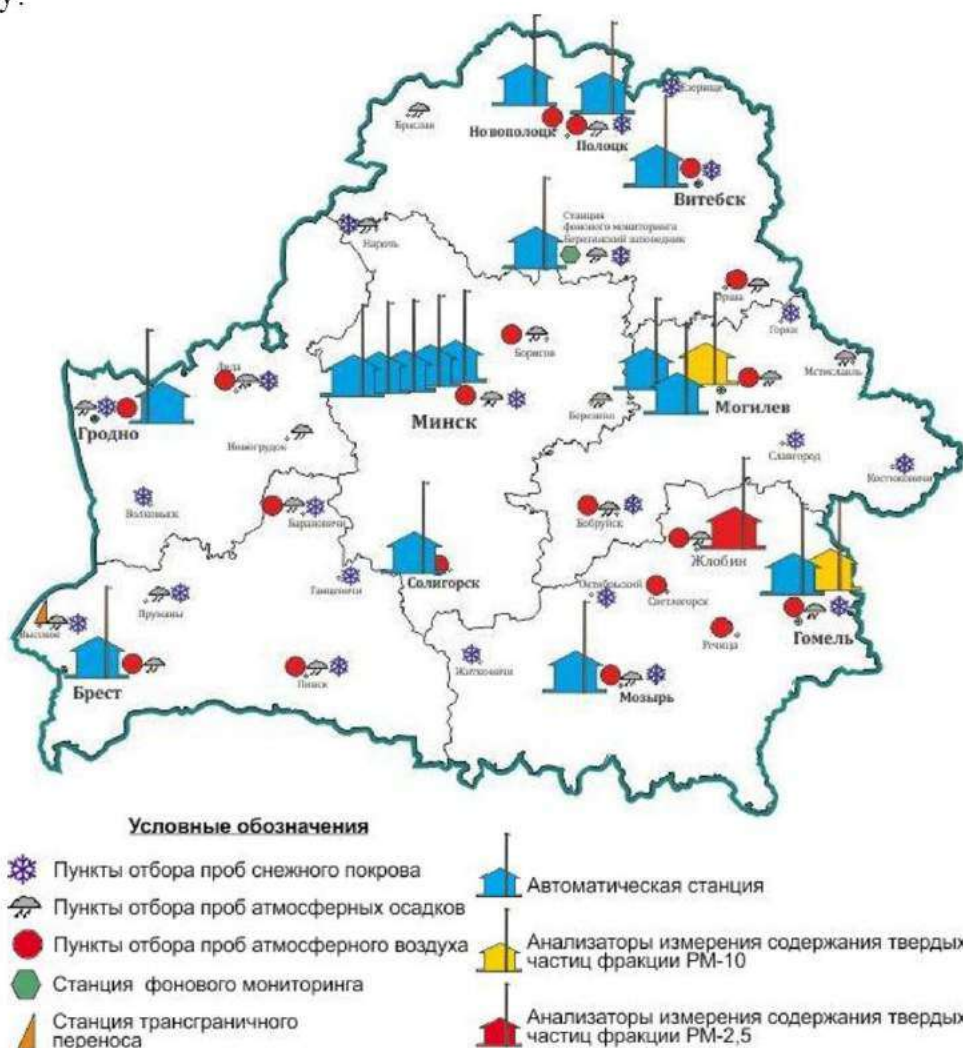 у.
Езерище
Браслав
Новополоцк
Полоцк
Витебск
Станция
фонового мониторинга
Березинский заповедник
Нарочь
Орша
Горки
Борисов
Мстиславль
Лида
Минск
Березино
Могилев
Гродно
Новогрудок
Славгород
Костюковичи
Волковыск
Барановичи
Бобруйск
Жлобин
Солигорск
Ганцевичи
Октябрьский
Светлогорск
Пружаны
Гомель
Высокое
Речица
Житковичи
Брест
Пинск
Мозырь
Условные обозначения
Пункты отбора проб снежного покрова
Пункты отбора проб атмосферных осадков
Пункты отбора проб атмосферного воздуха
Станция фонового мониторинга
Станция трансграничного
переноса
Автоматическая станция
Анализаторы измерения содержания твердых
частиц фракции РМ-10
Анализаторы измерения содержания твердых
частиц фракции РМ-2,5